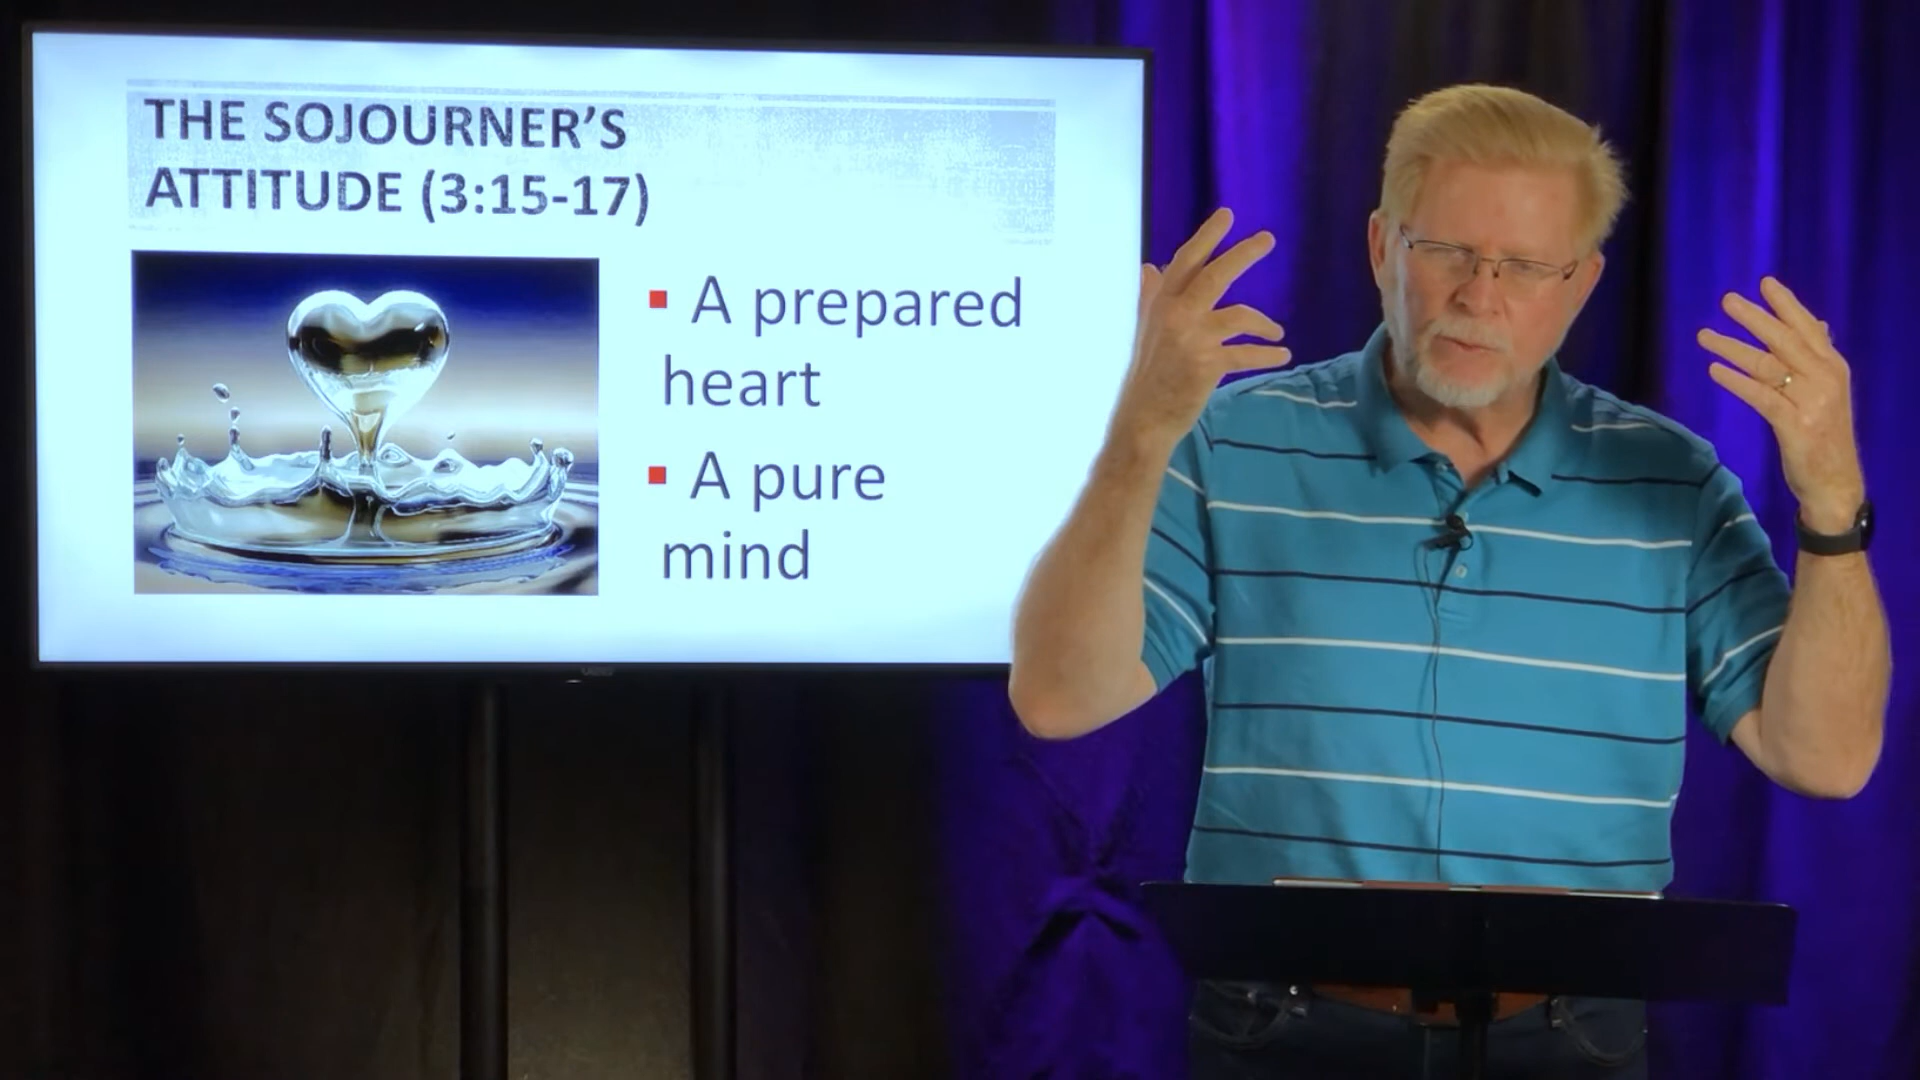 THE SOJOURNER'S
ATTITUDE (3:15-17)
▪ A prepared
heart
▪ A pure
mind